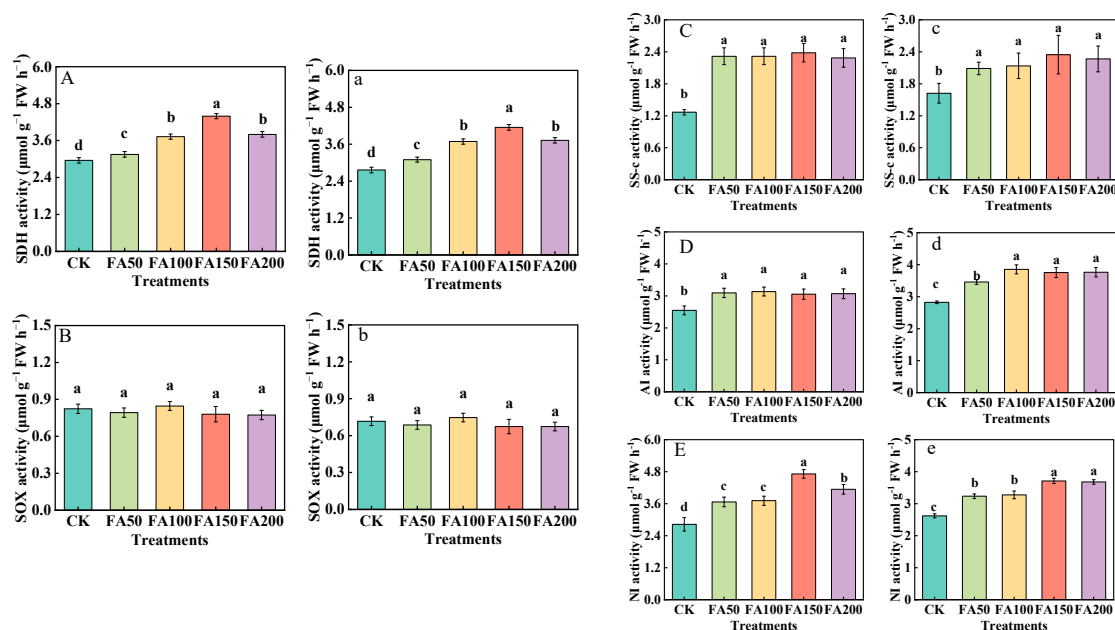 A
SDH activity (μmol g⁻¹ FW h⁻¹)
6.0
4.8
3.6
2.4
1.2
0.0
d
c
b
a
b
CK FA50 FA100 FA150 FA200
Treatments
a
SDH activity (μmol g⁻¹ FW h⁻¹)
6.0
4.8
3.6
2.4
1.2
0.0
d
c
b
a
b
CK FA50 FA100 FA150 FA200
Treatments
B
SOX activity (μmol g⁻¹ FW h⁻¹)
1.5
1.2
0.9
0.6
0.3
0.0
a
a
a
a
a
CK FA50 FA100 FA150 FA200
Treatments
b
SOX activity (μmol g⁻¹ FW h⁻¹)
1.5
1.2
0.9
0.6
0.3
0.0
a
a
a
a
a
CK FA50 FA100 FA150 FA200
Treatments
C
SS-c activity (μmol g⁻¹ FW h⁻¹)
3.0
2.4
1.8
1.2
0.6
0.0
b
a
a
a
a
CK FA50 FA100 FA150 FA200
Treatments
c
SS-c activity (μmol g⁻¹ FW h⁻¹)
3.0
2.4
1.8
1.2
0.6
0.0
b
a
a
a
a
CK FA50 FA100 FA150 FA200
Treatments
D
AI activity (μmol g⁻¹ FW h⁻¹)
5
4
3
2
1
0
b
a
a
a
a
CK FA50 FA100 FA150 FA200
Treatments
d
AI activity (μmol g⁻¹ FW h⁻¹)
5
4
3
2
1
0
c
b
a
a
a
CK FA50 FA100 FA150 FA200
Treatments
E
NI activity (μmol g⁻¹ FW h⁻¹)
6.0
4.8
3.6
2.4
1.2
0.0
d
c
c
a
b
CK FA50 FA100 FA150 FA200
Treatments
e
NI activity (μmol g⁻¹ FW h⁻¹)
5
4
3
2
1
0
c
b
b
a
a
CK FA50 FA100 FA150 FA200
Treatments